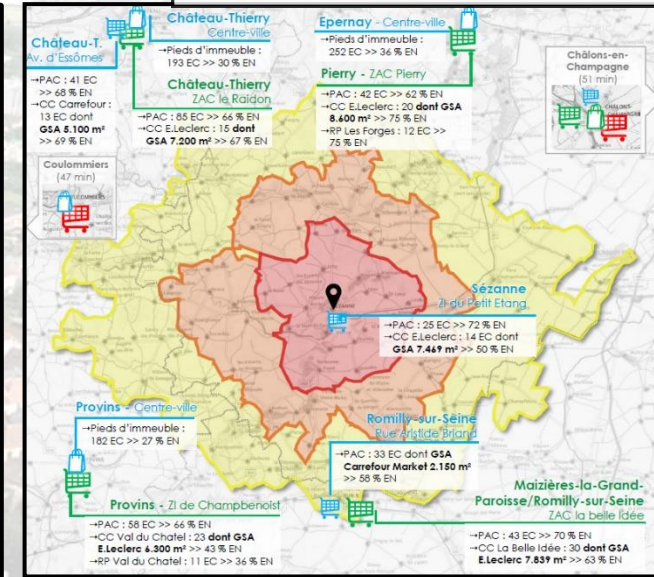 Château-Thierry
Centre-ville
→Pieds d'immeuble :
193 EC >> 30 % EN
Château-T.
Av. d'Essômes
→PAC : 41 EC
>> 68 % EN
→CC Carrefour :
13 EC dont
GSA 5.100 m²
>> 69 % EN
Château-Thierry
ZAC le Raidon
→PAC : 85 EC >> 66 % EN
→CC E.Leclerc : 15 dont
GSA 7.200 m² >> 67 % EN
Epernay - Centre-ville
→Pieds d'immeuble :
252 EC >> 36 % EN
Pierry - ZAC Pierry
→PAC : 42 EC >> 62 % EN
→CC E.Leclerc : 20 dont GSA
8.600 m² >> 75 % EN
→RP Les Forges : 12 EC >>
75 % EN
Châlons-en-
Champagne
(51 min)
Coulommiers
(47 min)
Sézanne
ZI du Petit Etang
→PAC : 25 EC >> 72 % EN
→CC E.Leclerc : 14 EC dont
GSA 7.469 m² >> 50 % EN
Provins - Centre-ville
→Pieds d'immeuble :
182 EC >> 27 % EN
Romilly-sur-Seine
Rue Aristide Briand
→PAC : 33 EC dont GSA
Carrefour Market 2.150 m²
>> 58 % EN
Provins - ZI de Champbenoist
→PAC : 58 EC >> 66 % EN
→CC Val du Chatel : 23 dont GSA
E.Leclerc 6.300 m² >> 43 % EN
→RP Val du Chatel : 11 EC >> 36 % EN
Maizières-la-Grand-
Paroisse/Romilly-sur-Seine
ZAC la belle idée
→PAC : 43 EC >> 70 % EN
→CC La Belle Idée : 30 dont GSA
E.Leclerc 7.839 m² >> 63 % EN